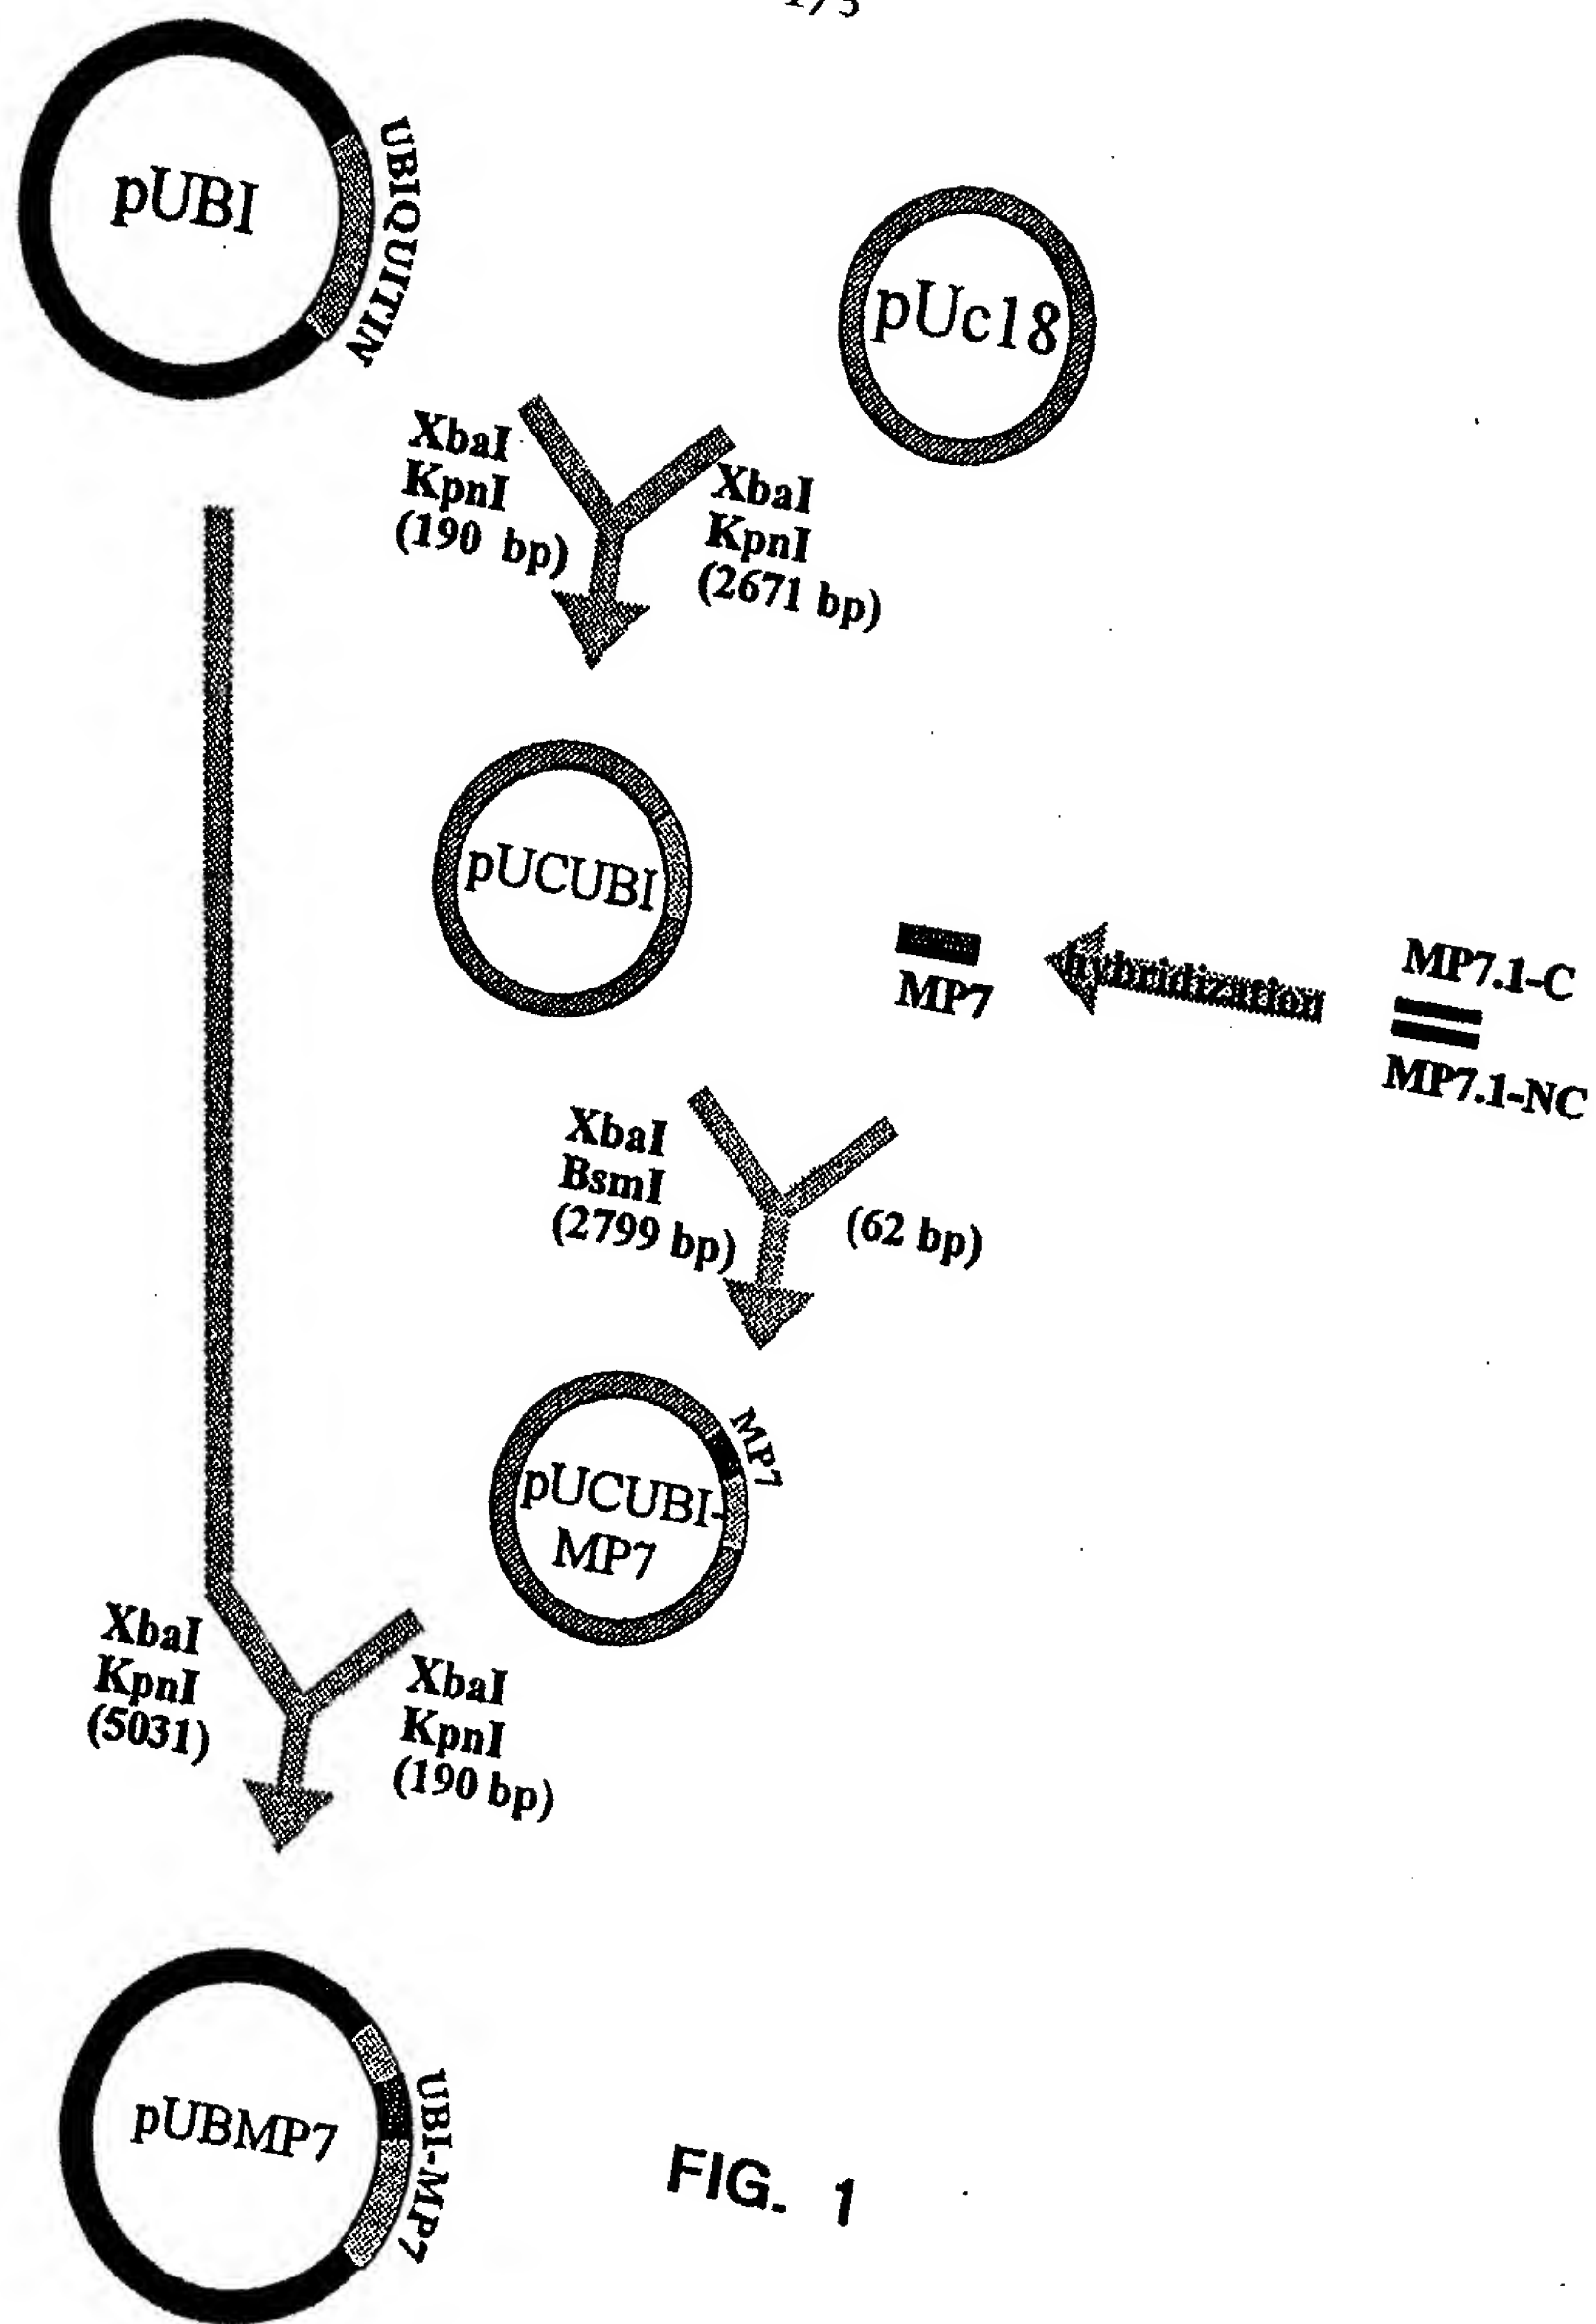 1/5
pUBI
UBIQUITIN
pUc18
XbaI
KpnI
(190 bp)
XbaI
KpnI
(2671 bp)
pUCUBI
MP7
hybridization
MP7.1-C
MP7.1-NC
XbaI
BsmI
(2799 bp)
(62 bp)
MP7
pUCUBI-
MP7
XbaI
KpnI
(5031)
XbaI
KpnI
(190 bp)
pUBMP7
UBI-MP7
FIG. 1